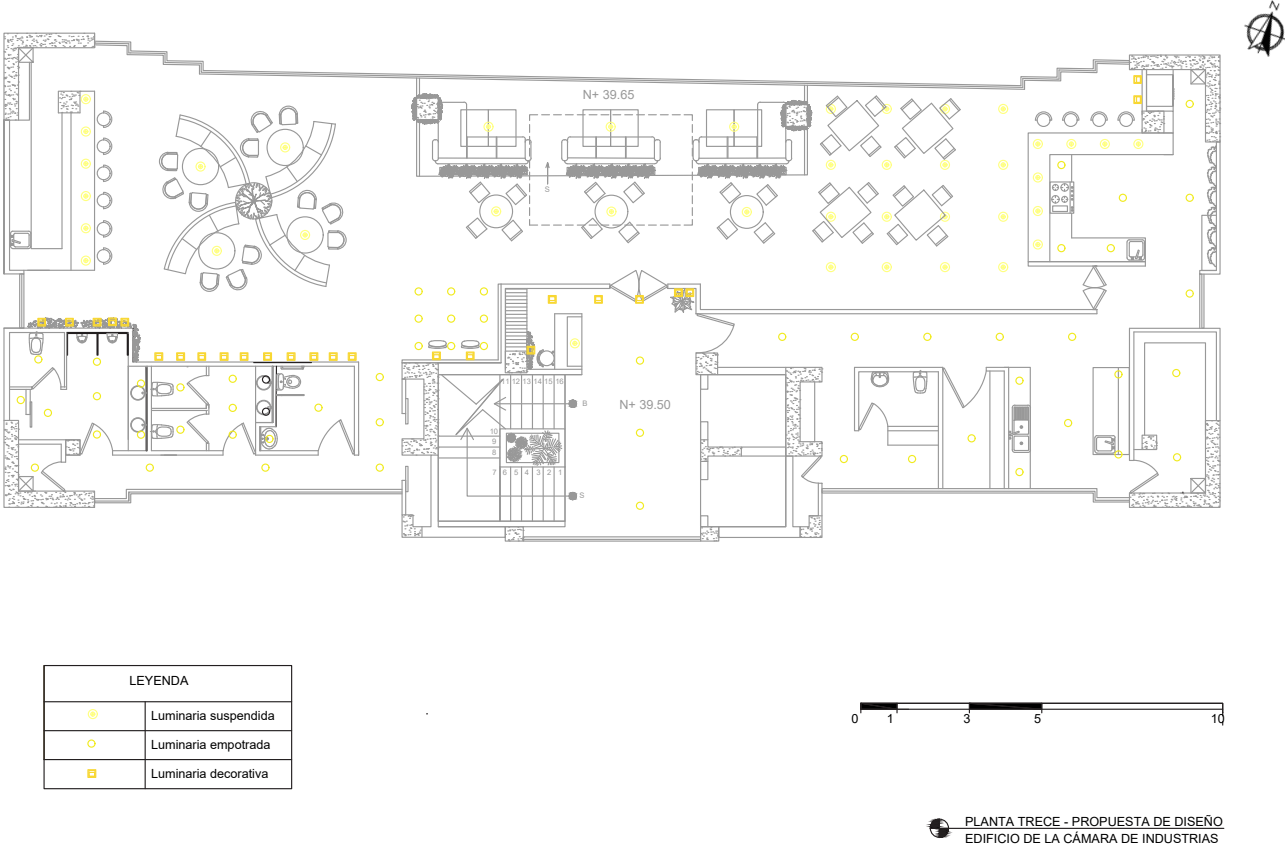 N
N+ 39.65
S
11 12 13 14 15 16
B
N+ 39.50
10
9
8
7 6 5 4 3 2 1
S
LEYENDA
Luminaria suspendida
Luminaria empotrada
Luminaria decorativa
0 1 3 5 10
PLANTA TRECE - PROPUESTA DE DISEÑO
EDIFICIO DE LA CÁMARA DE INDUSTRIAS